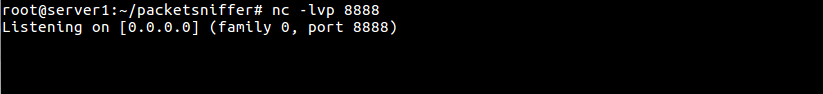 root@server1:~/packetsniffer# nc -lvp 8888
Listening on [0.0.0.0] (family 0, port 8888)